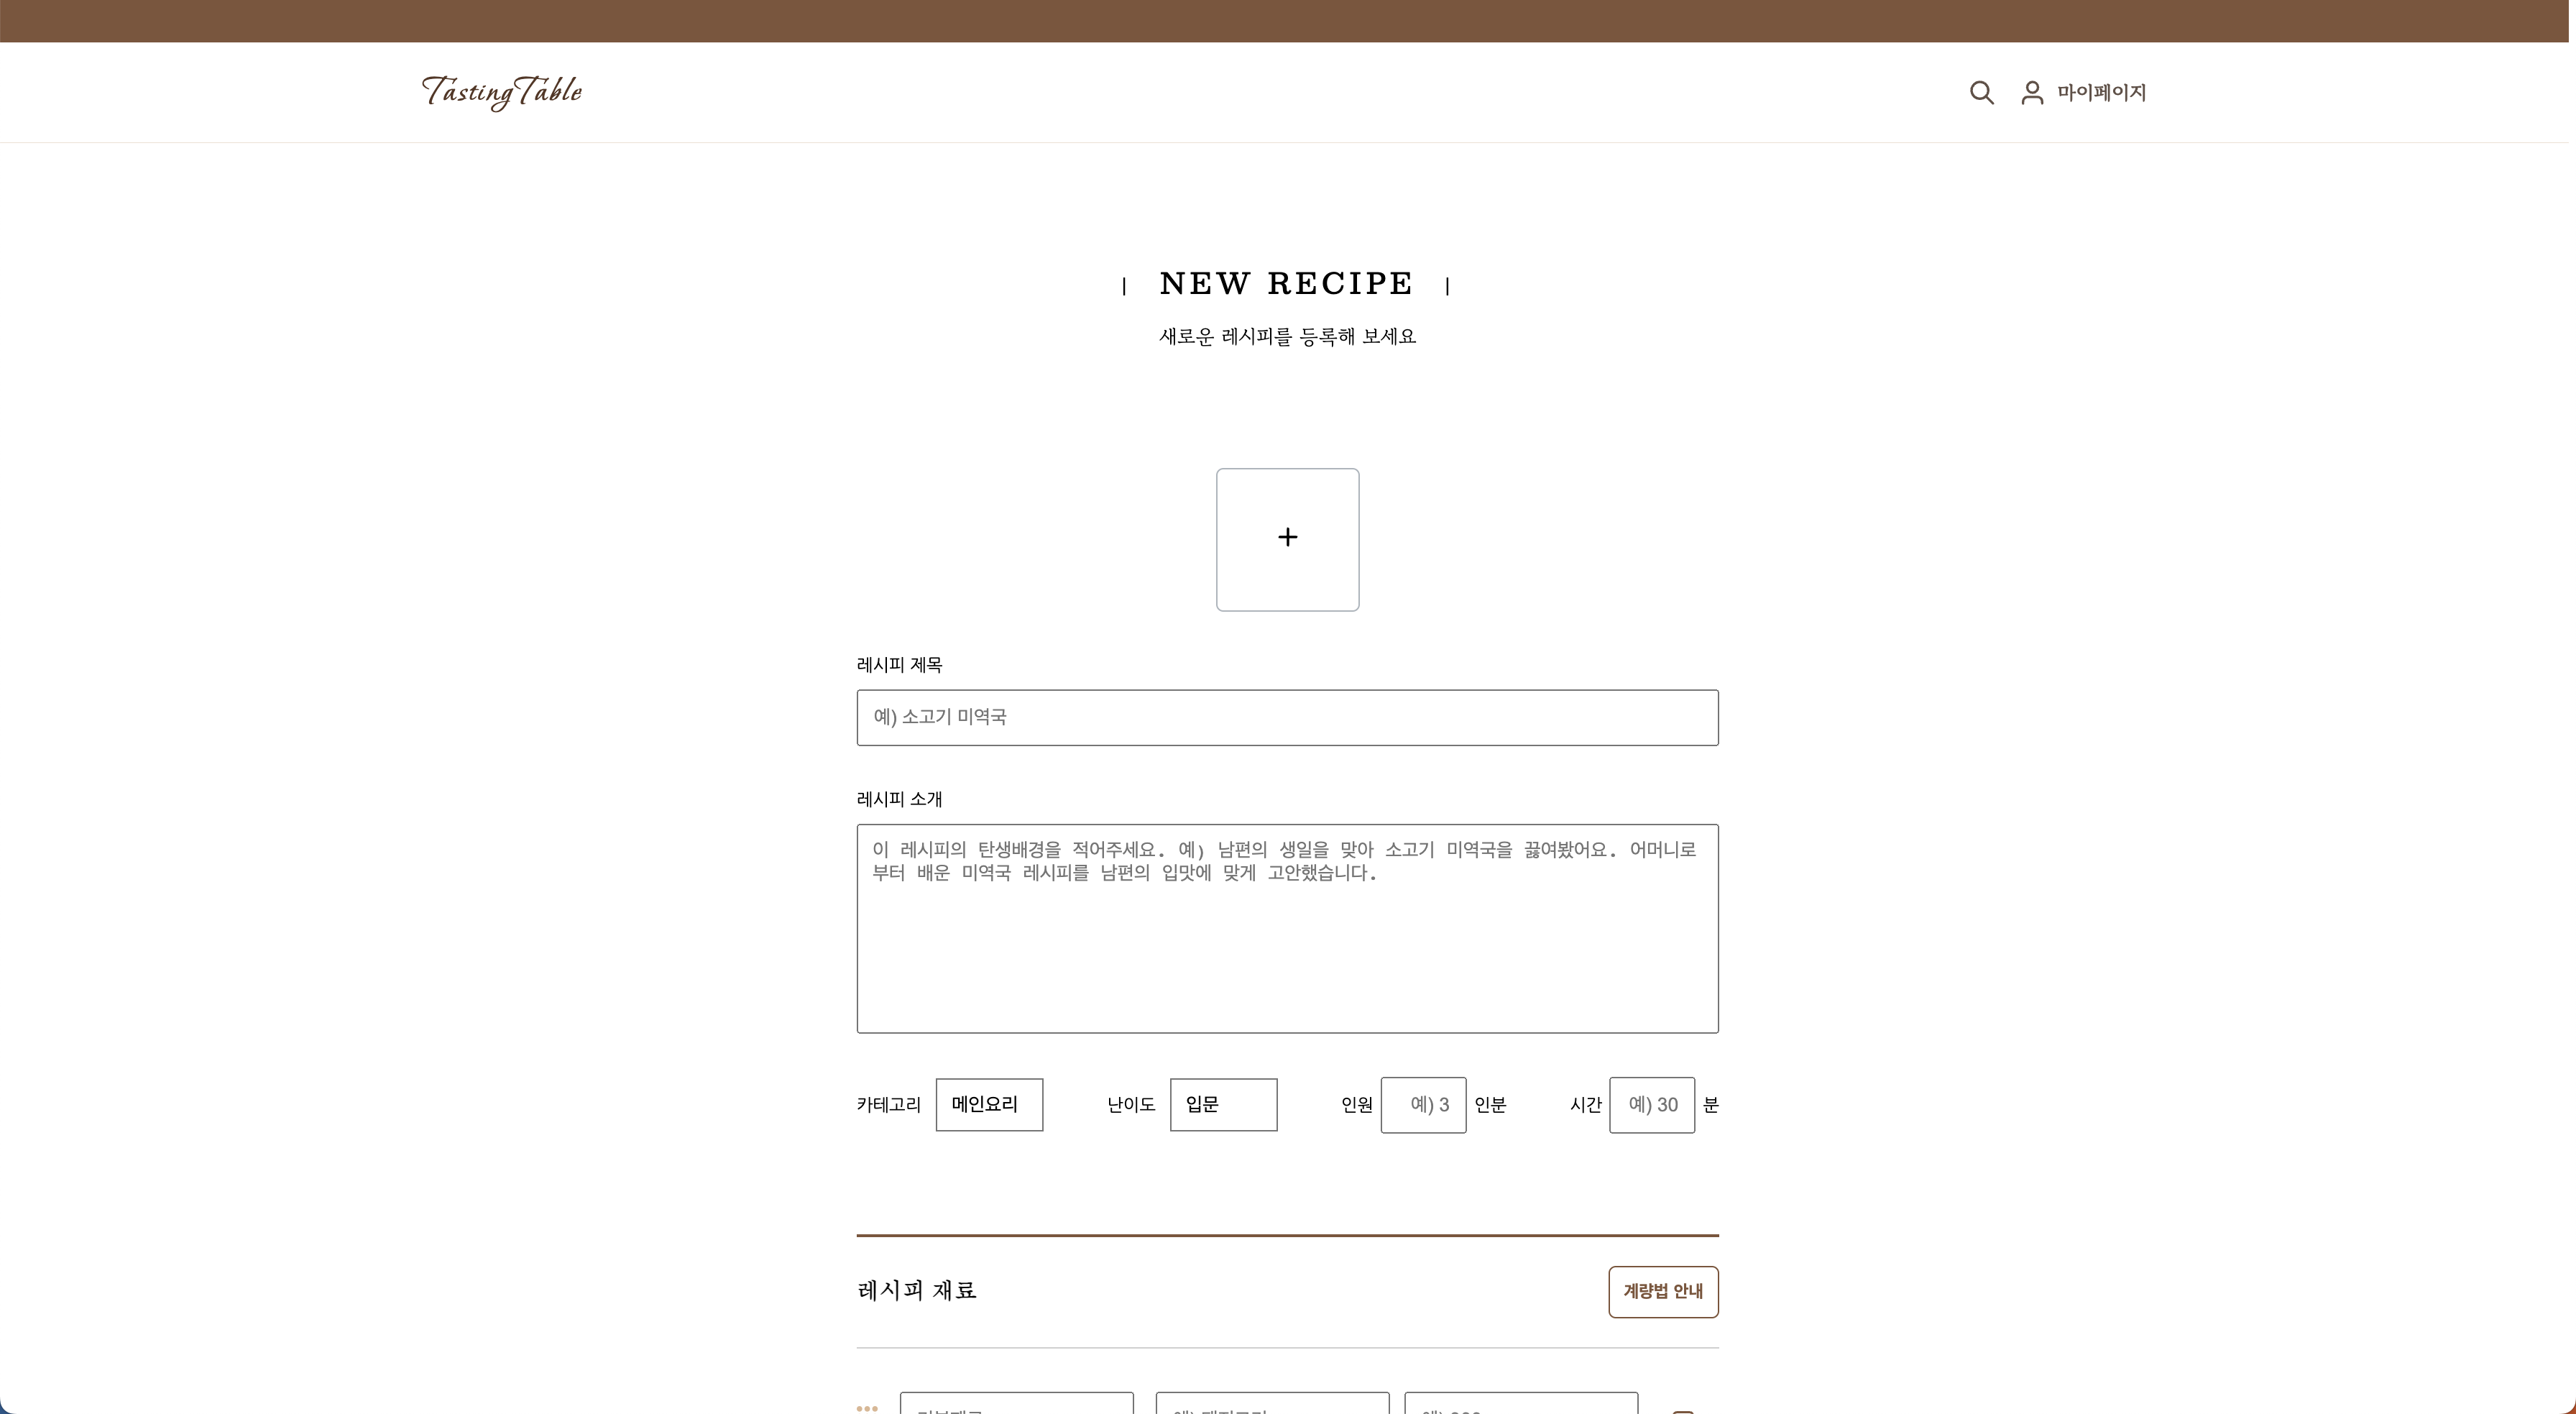 TastingTable
마이페이지
NEW RECIPE
새로운 레시피를 등록해 보세요
레시피 제목
예) 소고기 미역국
레시피 소개
이 레시피의 탄생배경을 적어주세요. 예) 남편의 생일을 맞아 소고기 미역국을 끓여봤어요. 어머니로
부터 배운 미역국 레시피를 남편의 입맛에 맞게 고안했습니다.
카테고리 메인요리 난이도 입문 인원 예) 3 인분 시간 예) 30 분
레시피 재료
계량법 안내